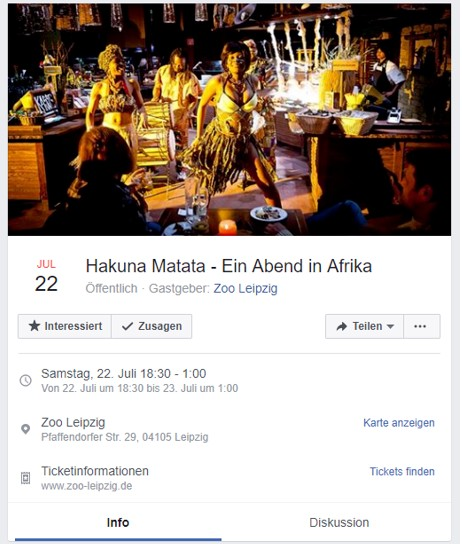 JUL
22
Hakuna Matata - Ein Abend in Afrika
Öffentlich · Gastgeber: Zoo Leipzig
Interessiert
Zusagen
Teilen
Samstag, 22. Juli 18:30 - 1:00
Von 22. Juli um 18:30 bis 23. Juli um 1:00
Zoo Leipzig
Karte anzeigen
Pfaffendorfer Str. 29, 04105 Leipzig
Ticketinformationen
Tickets finden
www.zoo-leipzig.de
Info
Diskussion